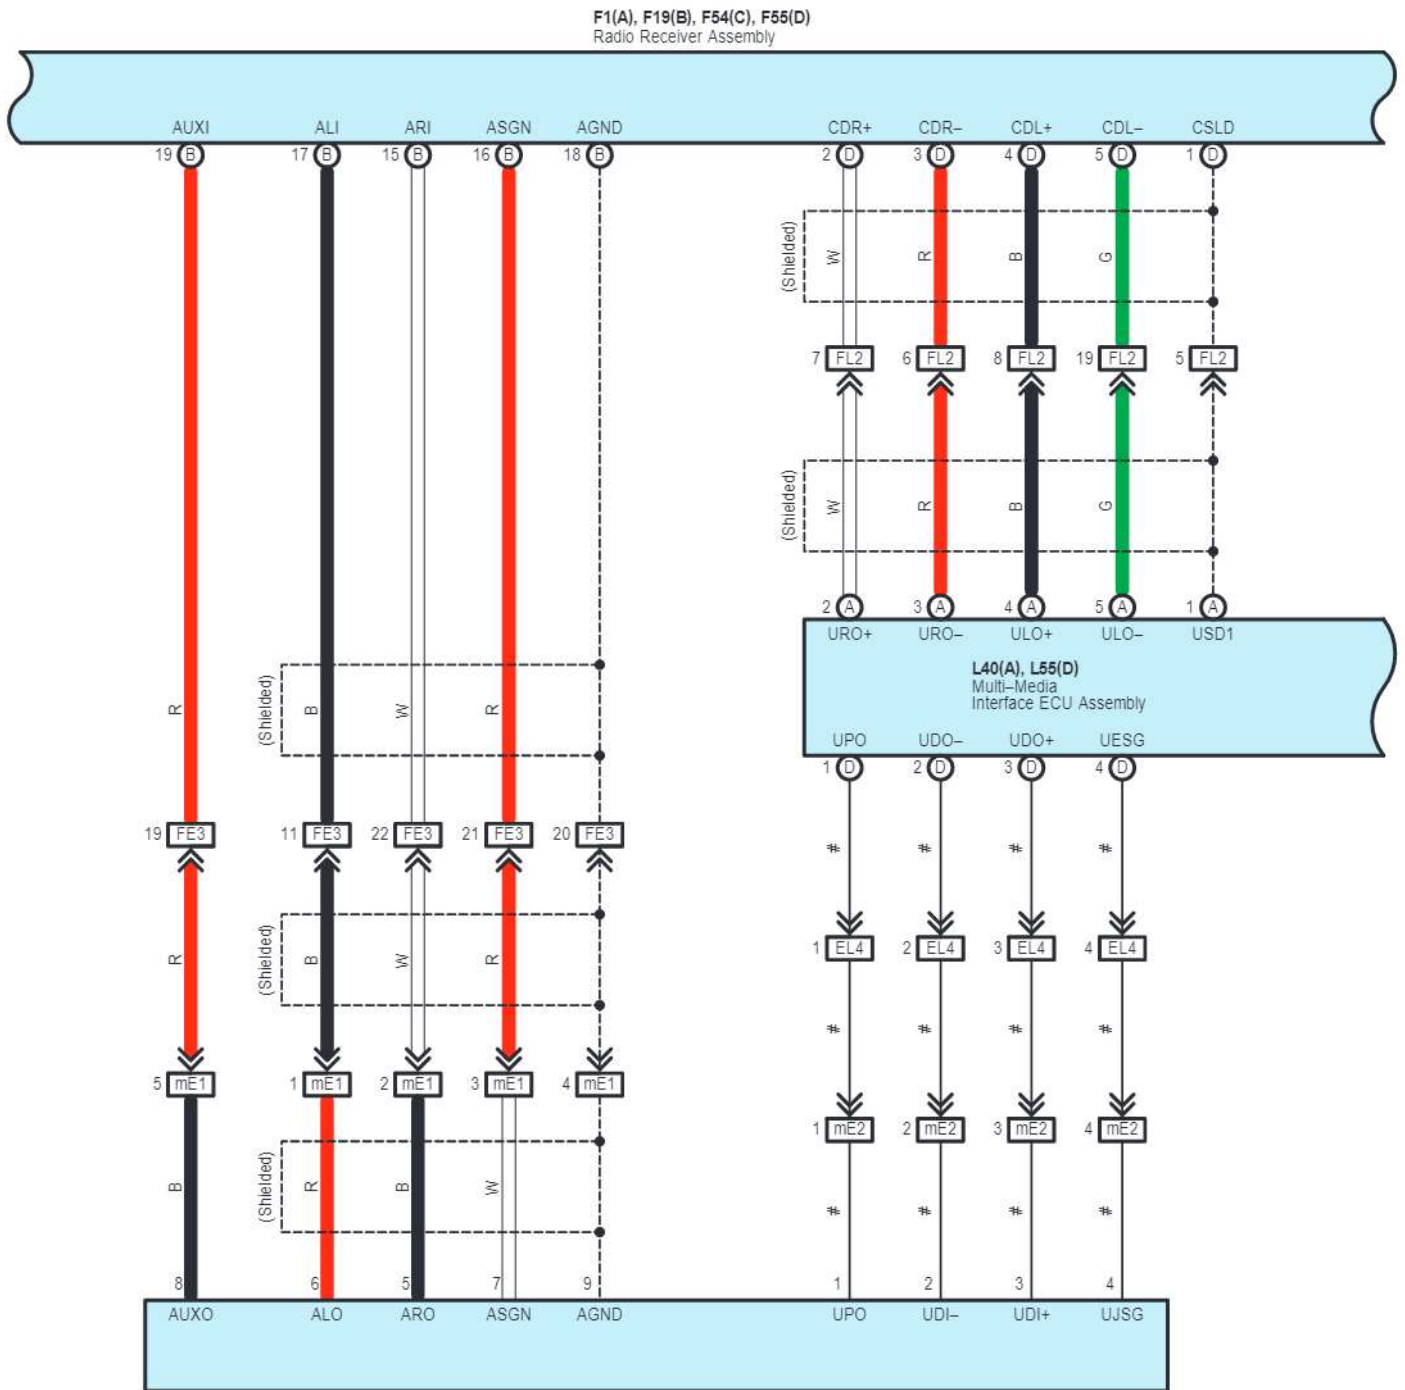 F1(A), F19(B), F54(C), F55(D)
Radio Receiver Assembly
AUXI ALI ARI ASGN AGND CDR+ CDR– CDL+ CDL– CSLD
19 B 17 B 15 B 16 B 18 B 2 D 3 D 4 D 5 D 1 D
(Shielded) W R B G
7 FL2 6 FL2 8 FL2 19 FL2 5 FL2
(Shielded) W R B G
2 A 3 A 4 A 5 A 1 A
URO+ URO– ULO+ ULO– USD1
L40(A), L55(D)
Multi–Media
Interface ECU Assembly
R (Shielded) B W R
UPO UDO– UDO+ UESG
1 D 2 D 3 D 4 D
19 FE3 11 FE3 22 FE3 21 FE3 20 FE3
# # # #
R (Shielded) B W R
1 EL4 2 EL4 3 EL4 4 EL4
# # # #
5 mE1 1 mE1 2 mE1 3 mE1 4 mE1
1 mE2 2 mE2 3 mE2 4 mE2
B (Shielded) R B W # # # #
8 6 5 7 9 1 2 3 4
AUXO ALO ARO ASGN AGND UPO UDI– UDI+ UJSG